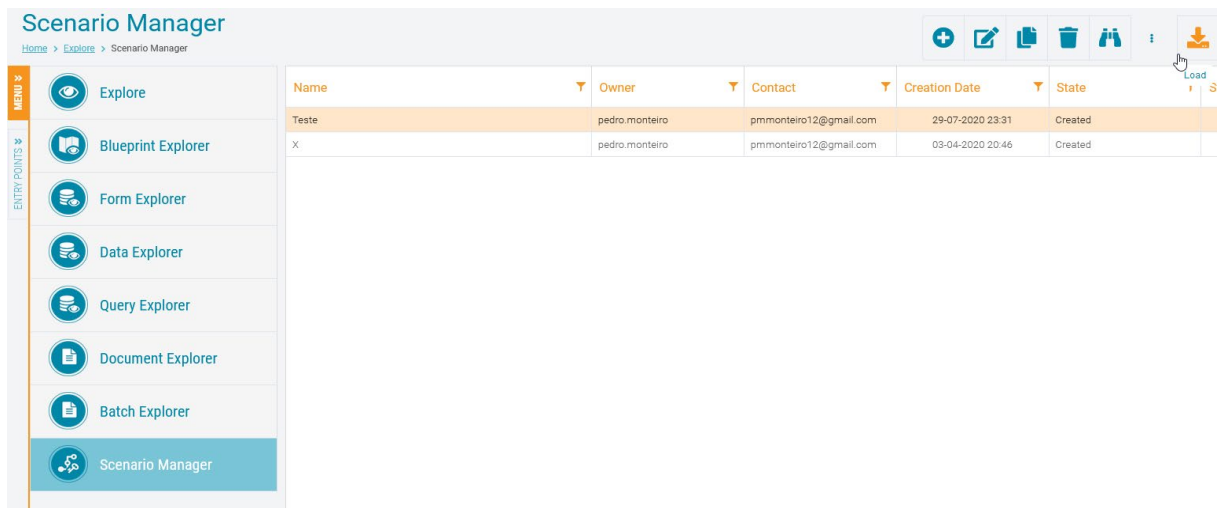 Scenario Manager
Home > Explore > Scenario Manager
Load
MENU »
ENTRY POINTS »
Explore
Blueprint Explorer
Form Explorer
Data Explorer
Query Explorer
Document Explorer
Batch Explorer
Scenario Manager
Name Owner Contact Creation Date State S
Teste pedro.monteiro pmmonteiro12@gmail.com 29-07-2020 23:31 Created
X pedro.monteiro pmmonteiro12@gmail.com 03-04-2020 20:46 Created